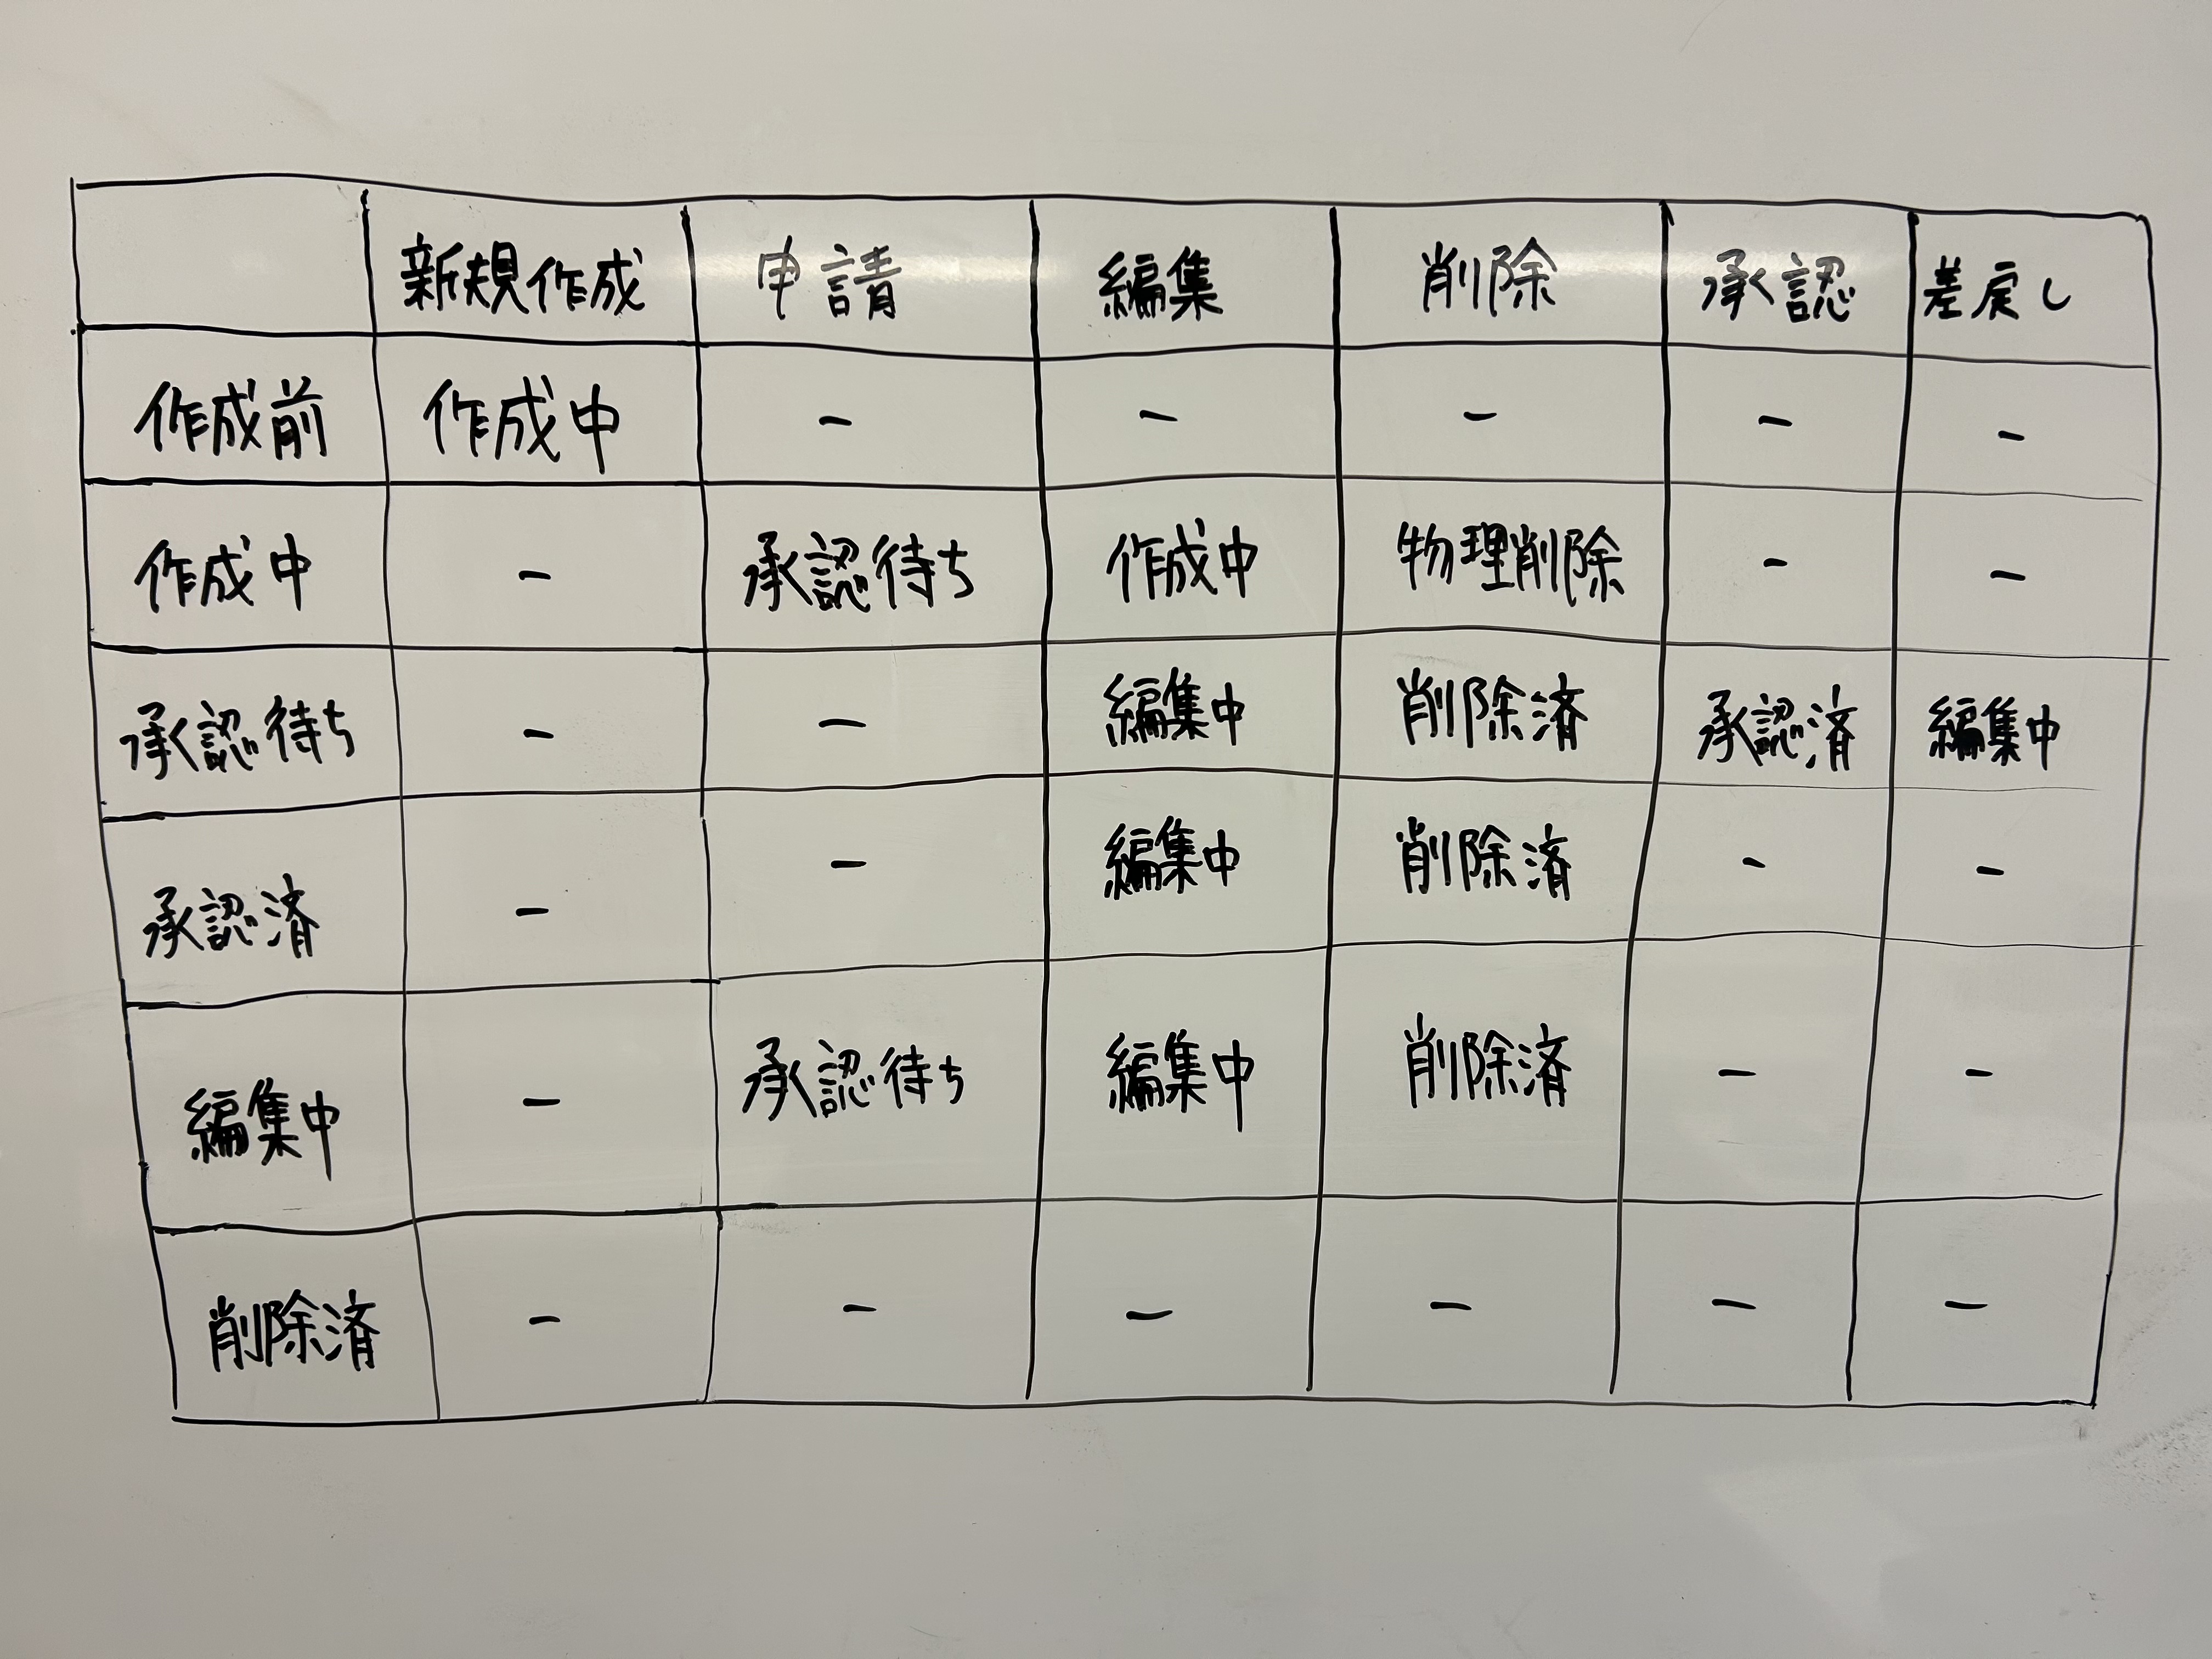 新規作成 申請 編集 削除 承認 差戻し
作成前 作成中 - - - - -
作成中 - 承認待ち 作成中 物理削除 - -
承認待ち - - 編集中 削除済 承認済 編集中
承認済 - - 編集中 削除済 - -
編集中 - 承認待ち 編集中 削除済 - -
削除済 - - - - - -